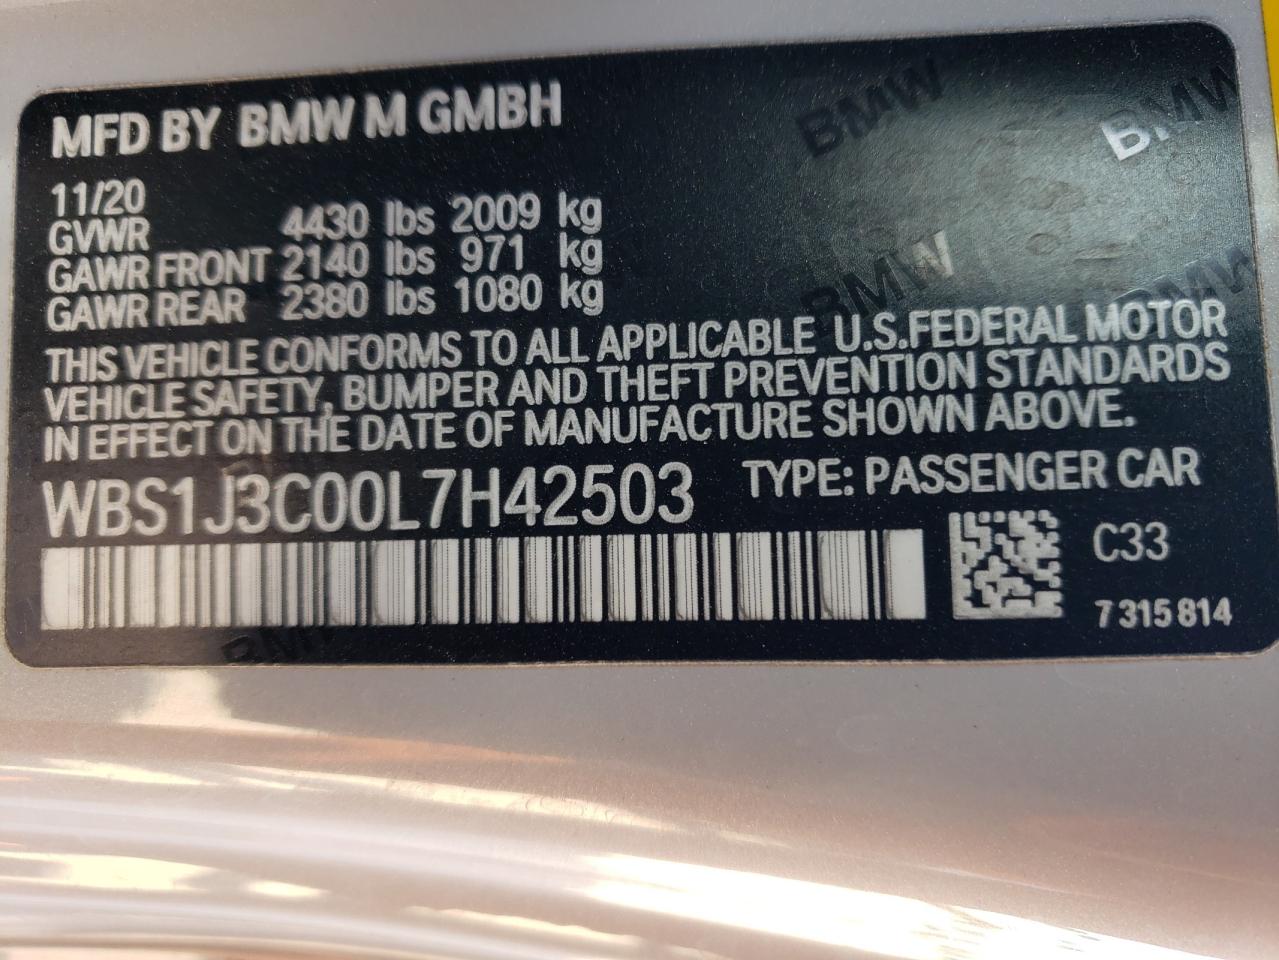 MFD BY BMW M GMBH
11/20
GVWR 4430 lbs 2009 kg
GAWR FRONT 2140 lbs 971 kg
GAWR REAR 2380 lbs 1080 kg
THIS VEHICLE CONFORMS TO ALL APPLICABLE U.S.FEDERAL MOTOR
VEHICLE SAFETY, BUMPER AND THEFT PREVENTION STANDARDS
IN EFFECT ON THE DATE OF MANUFACTURE SHOWN ABOVE.
WBS1J3C00L7H42503 TYPE: PASSENGER CAR
C33
7 315 814
BMW
BMW
BMW
BMW
BMW